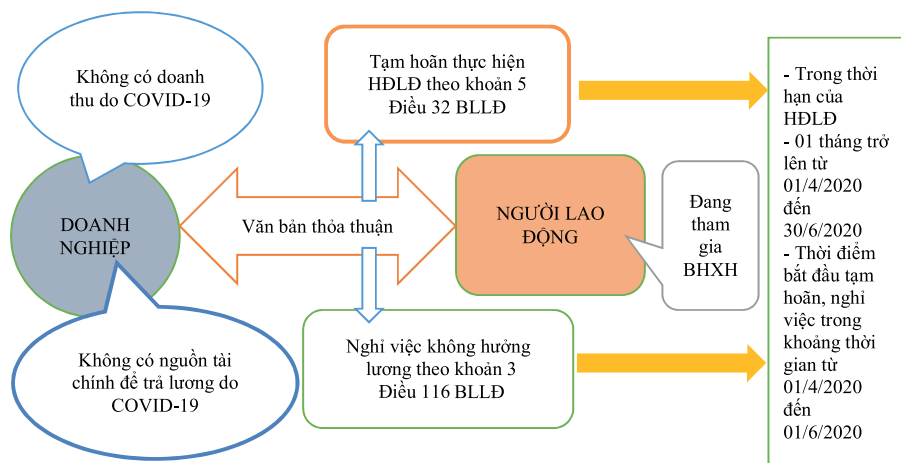 Không có doanh
thu do COVID-19
DOANH
NGHIỆP
Không có nguồn tài
chính để trả lương do
COVID-19
Văn bản thỏa thuận
Tạm hoãn thực hiện
HĐLĐ theo khoản 5
Điều 32 BLLĐ
NGƯỜI LAO
ĐỘNG
Đang
tham
gia
BHXH
Nghỉ việc không hưởng
lương theo khoản 3
Điều 116 BLLĐ
- Trong thời
hạn của
HĐLĐ
- 01 tháng trở
lên từ
01/4/2020
đến
30/6/2020
- Thời điểm
bắt đầu tạm
hoãn, nghỉ
việc trong
khoảng thời
gian từ
01/4/2020
đến
01/6/2020